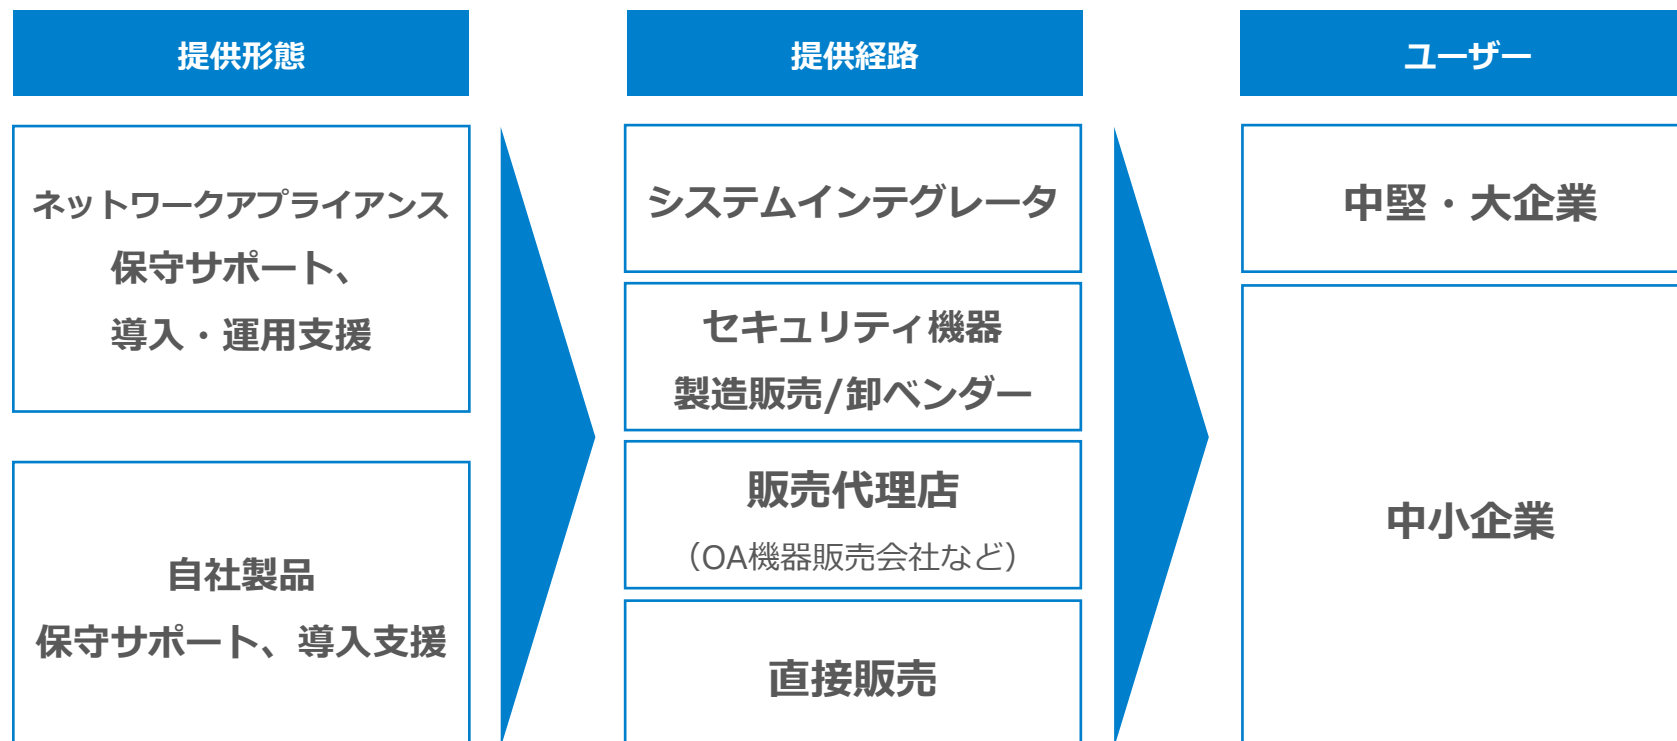 提供形態
ネットワークアプライアンス
保守サポート、
導入・運用支援
自社製品
保守サポート、導入支援
提供経路
システムインテグレータ
セキュリティ機器
製造販売/卸ベンダー
販売代理店
（OA機器販売会社など）
直接販売
ユーザー
中堅・大企業
中小企業